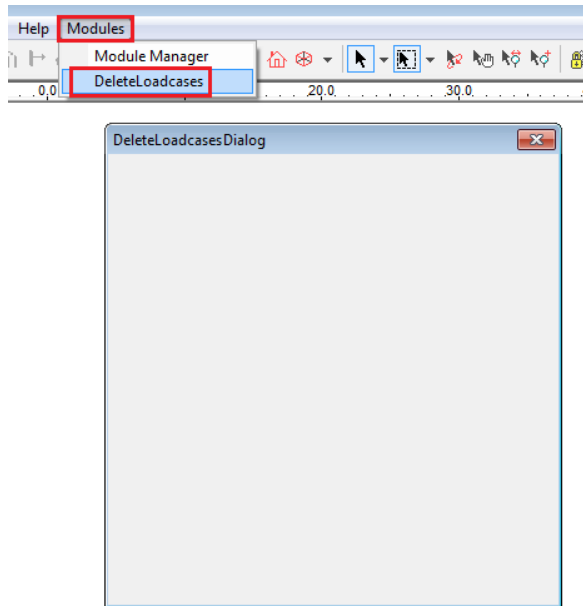 Help Modules
Module Manager
DeleteLoadcases
0,0 20.0 30.0
DeleteLoadcasesDialog